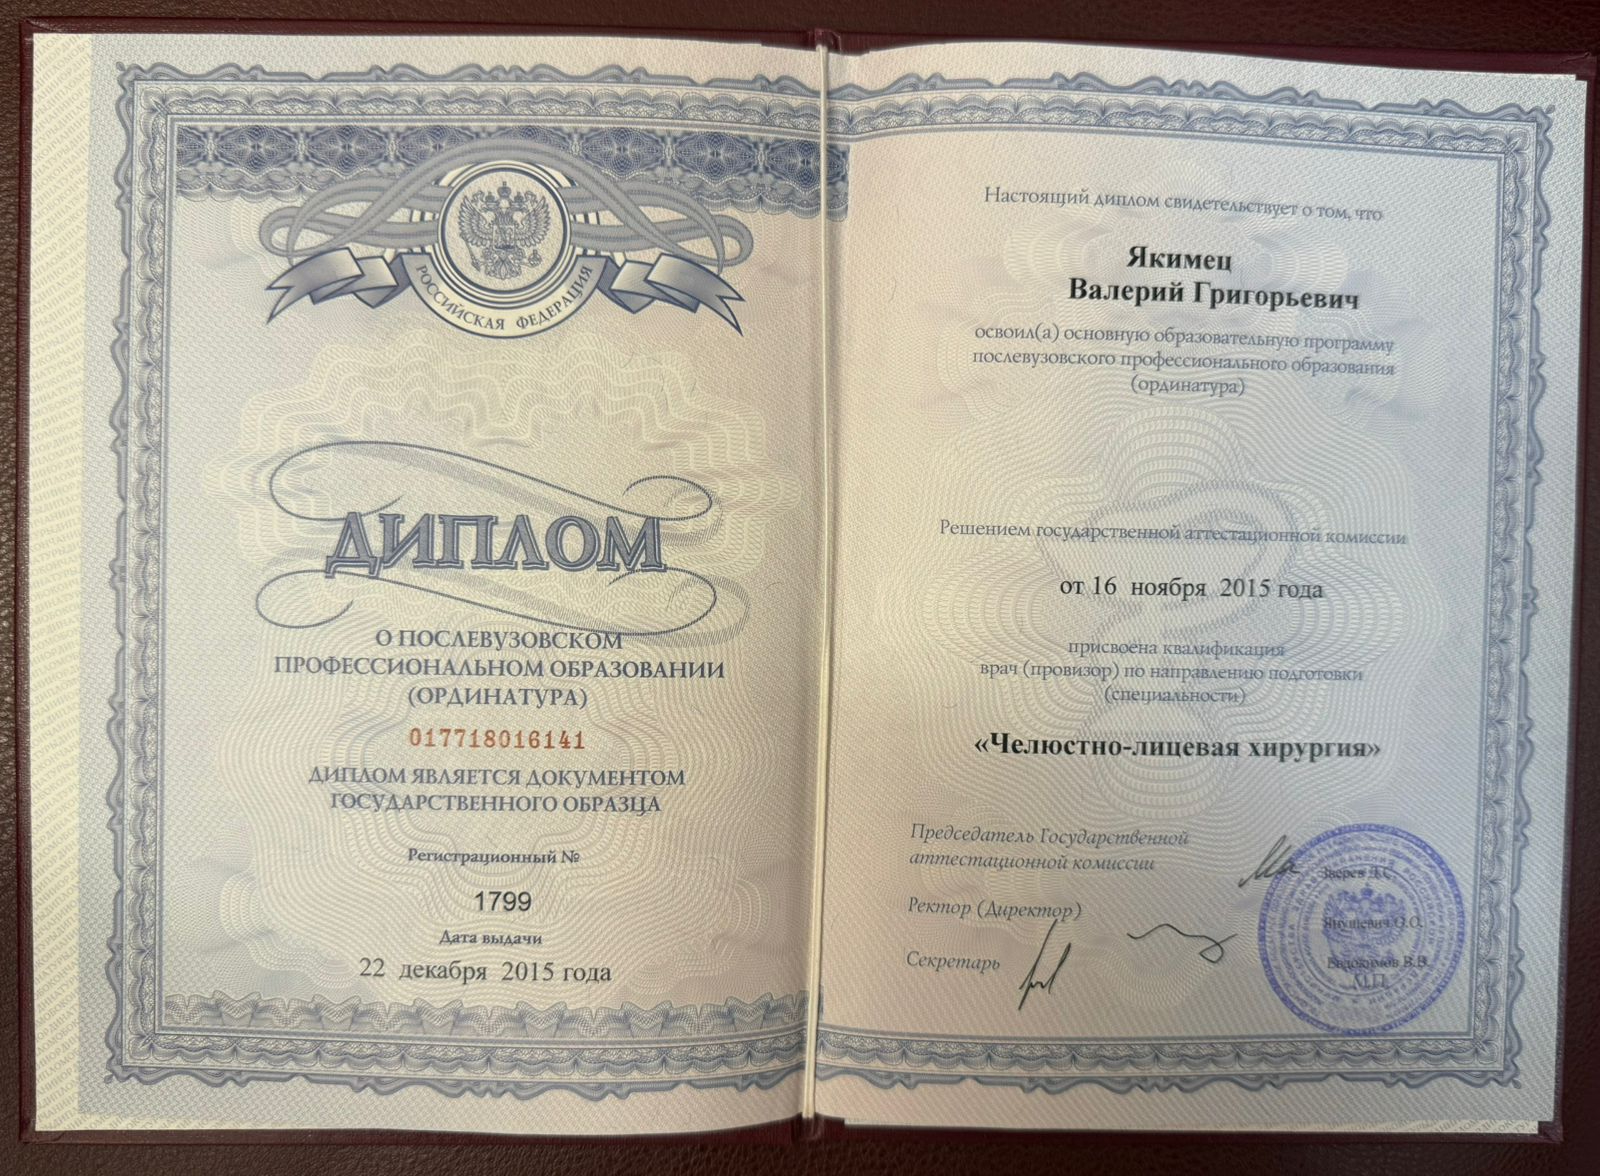 РОССИЙСКАЯ ФЕДЕРАЦИЯ
ДИПЛОМ
О ПОСЛЕВУЗОВСКОМ
ПРОФЕССИОНАЛЬНОМ ОБРАЗОВАНИИ
(ОРДИНАТУРА)
017718016141
ДИПЛОМ ЯВЛЯЕТСЯ ДОКУМЕНТОМ
ГОСУДАРСТВЕННОГО ОБРАЗЦА
Регистрационный №
1799
Дата выдачи
22 декабря 2015 года
Настоящий диплом свидетельствует о том, что
Якимец
Валерий Григорьевич
освоил(а) основную образовательную программу
послевузовского профессионального образования
(ординатура)
Решением государственной аттестационной комиссии
от 16 ноября 2015 года
присвоена квалификация
врач (провизор) по направлению подготовки
(специальности)
«Челюстно-лицевая хирургия»
Председатель Государственной
аттестационной комиссии
Зверев Д.С.
Ректор (Директор)
Янушевич О.О.
Секретарь
Евдокимов В.В.
М.П.